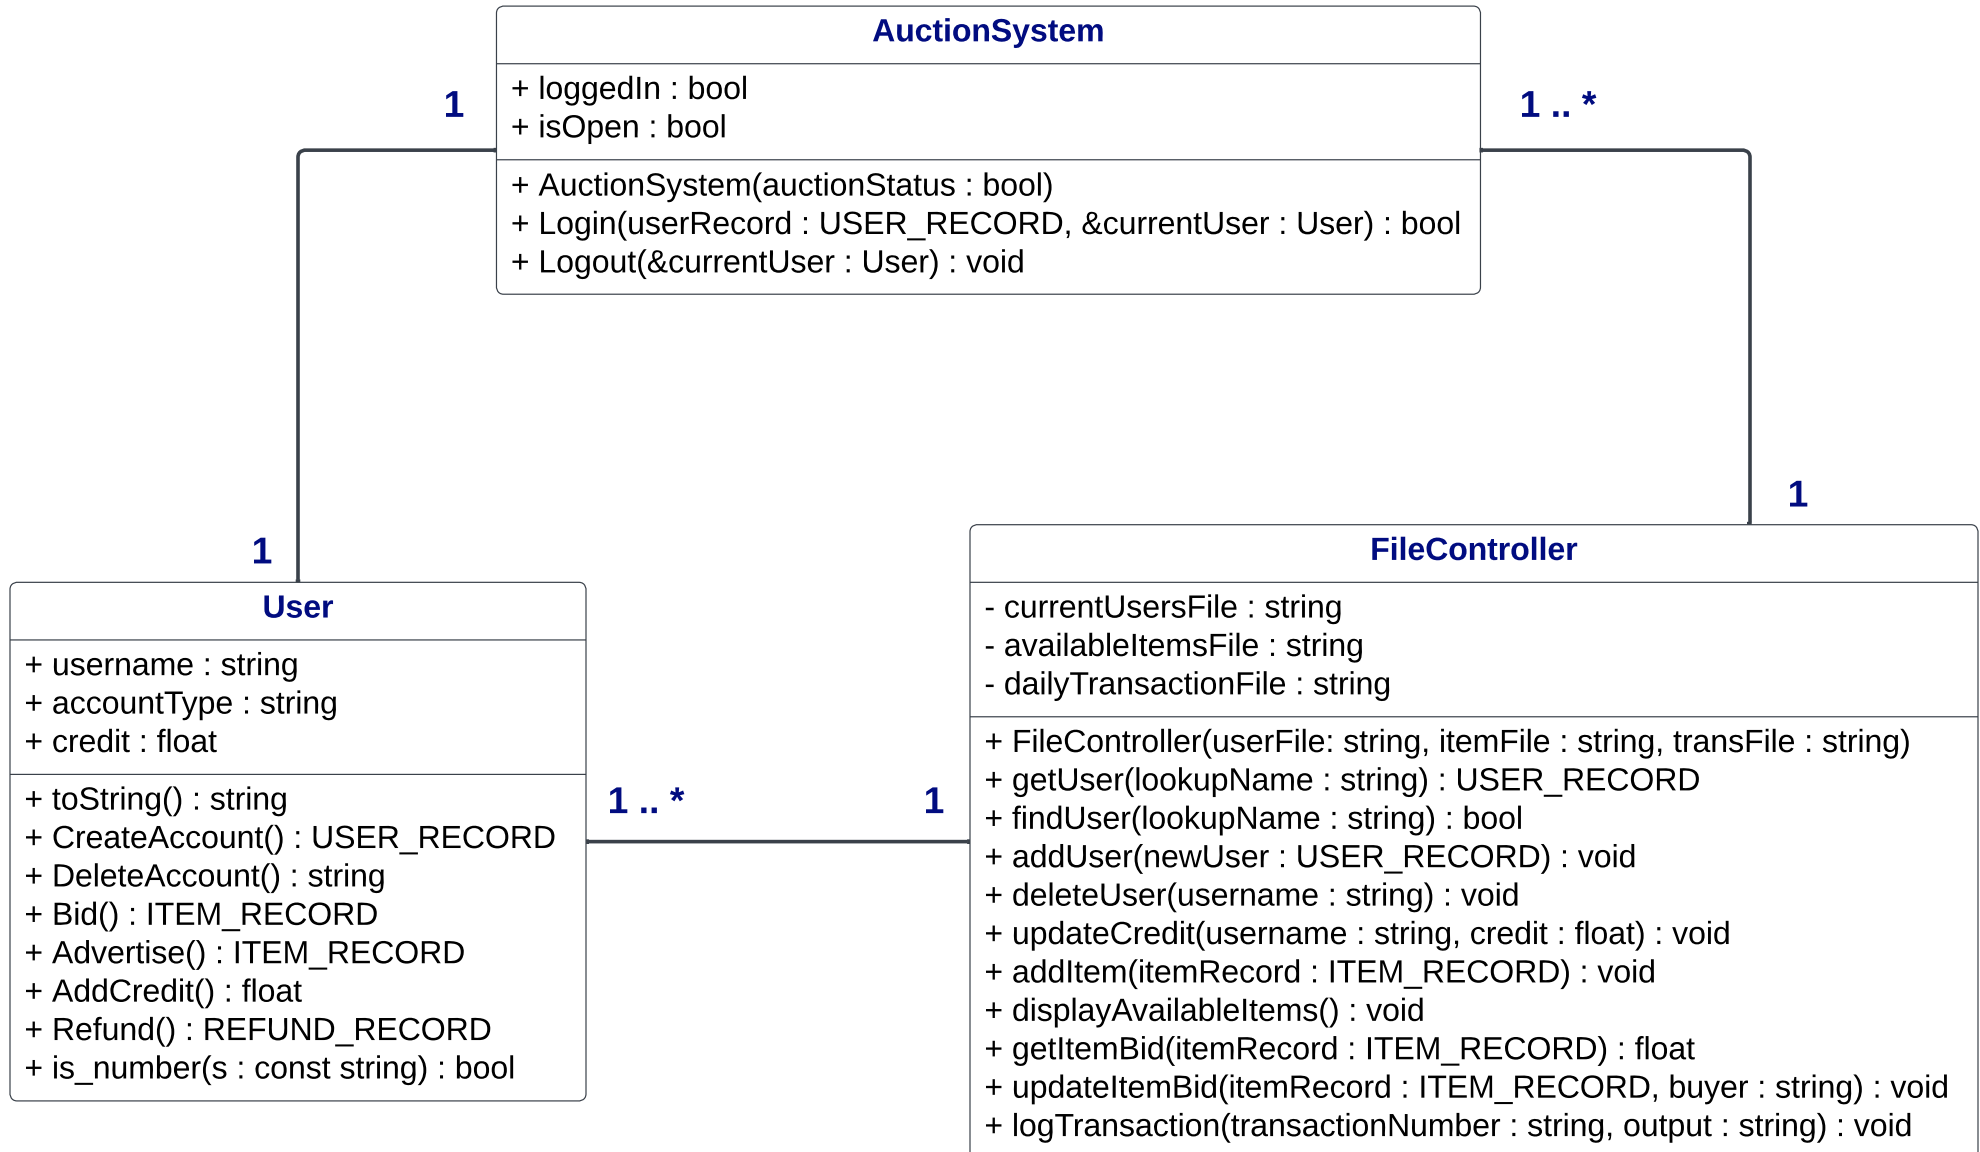 AuctionSystem
+ loggedIn : bool
+ isOpen : bool
+ AuctionSystem(auctionStatus : bool)
+ Login(userRecord : USER_RECORD, &currentUser : User) : bool
+ Logout(&currentUser : User) : void
1
1 .. *
1
1
User
+ username : string
+ accountType : string
+ credit : float
+ toString() : string
+ CreateAccount() : USER_RECORD
+ DeleteAccount() : string
+ Bid() : ITEM_RECORD
+ Advertise() : ITEM_RECORD
+ AddCredit() : float
+ Refund() : REFUND_RECORD
+ is_number(s : const string) : bool
1 .. *
1
FileController
- currentUsersFile : string
- availableItemsFile : string
- dailyTransactionFile : string
+ FileController(userFile: string, itemFile : string, transFile : string)
+ getUser(lookupName : string) : USER_RECORD
+ findUser(lookupName : string) : bool
+ addUser(newUser : USER_RECORD) : void
+ deleteUser(username : string) : void
+ updateCredit(username : string, credit : float) : void
+ addItem(itemRecord : ITEM_RECORD) : void
+ displayAvailableItems() : void
+ getItemBid(itemRecord : ITEM_RECORD) : float
+ updateItemBid(itemRecord : ITEM_RECORD, buyer : string) : void
+ logTransaction(transactionNumber : string, output : string) : void